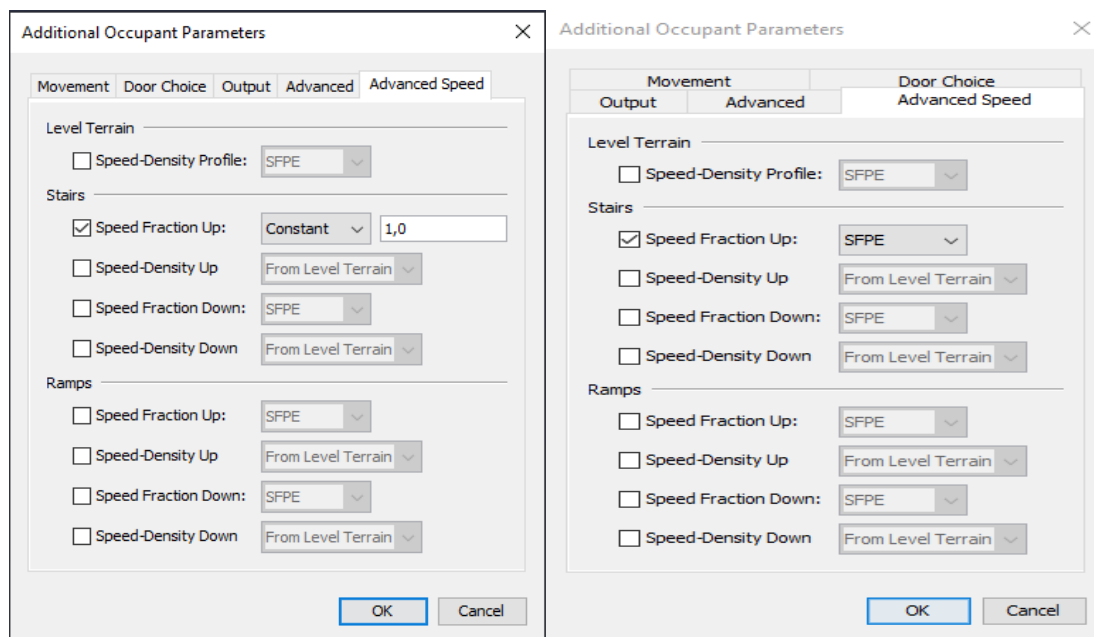 Additional Occupant Parameters
Movement Door Choice Output Advanced Advanced Speed
Level Terrain
Speed-Density Profile: SFPE
Stairs
Speed Fraction Up: Constant 1,0
Speed-Density Up From Level Terrain
Speed Fraction Down: SFPE
Speed-Density Down From Level Terrain
Ramps
Speed Fraction Up: SFPE
Speed-Density Up From Level Terrain
Speed Fraction Down: SFPE
Speed-Density Down From Level Terrain
OK Cancel
Additional Occupant Parameters
Movement Door Choice
Output Advanced Advanced Speed
Level Terrain
Speed-Density Profile: SFPE
Stairs
Speed Fraction Up: SFPE
Speed-Density Up From Level Terrain
Speed Fraction Down: SFPE
Speed-Density Down From Level Terrain
Ramps
Speed Fraction Up: SFPE
Speed-Density Up From Level Terrain
Speed Fraction Down: SFPE
Speed-Density Down From Level Terrain
OK Cancel